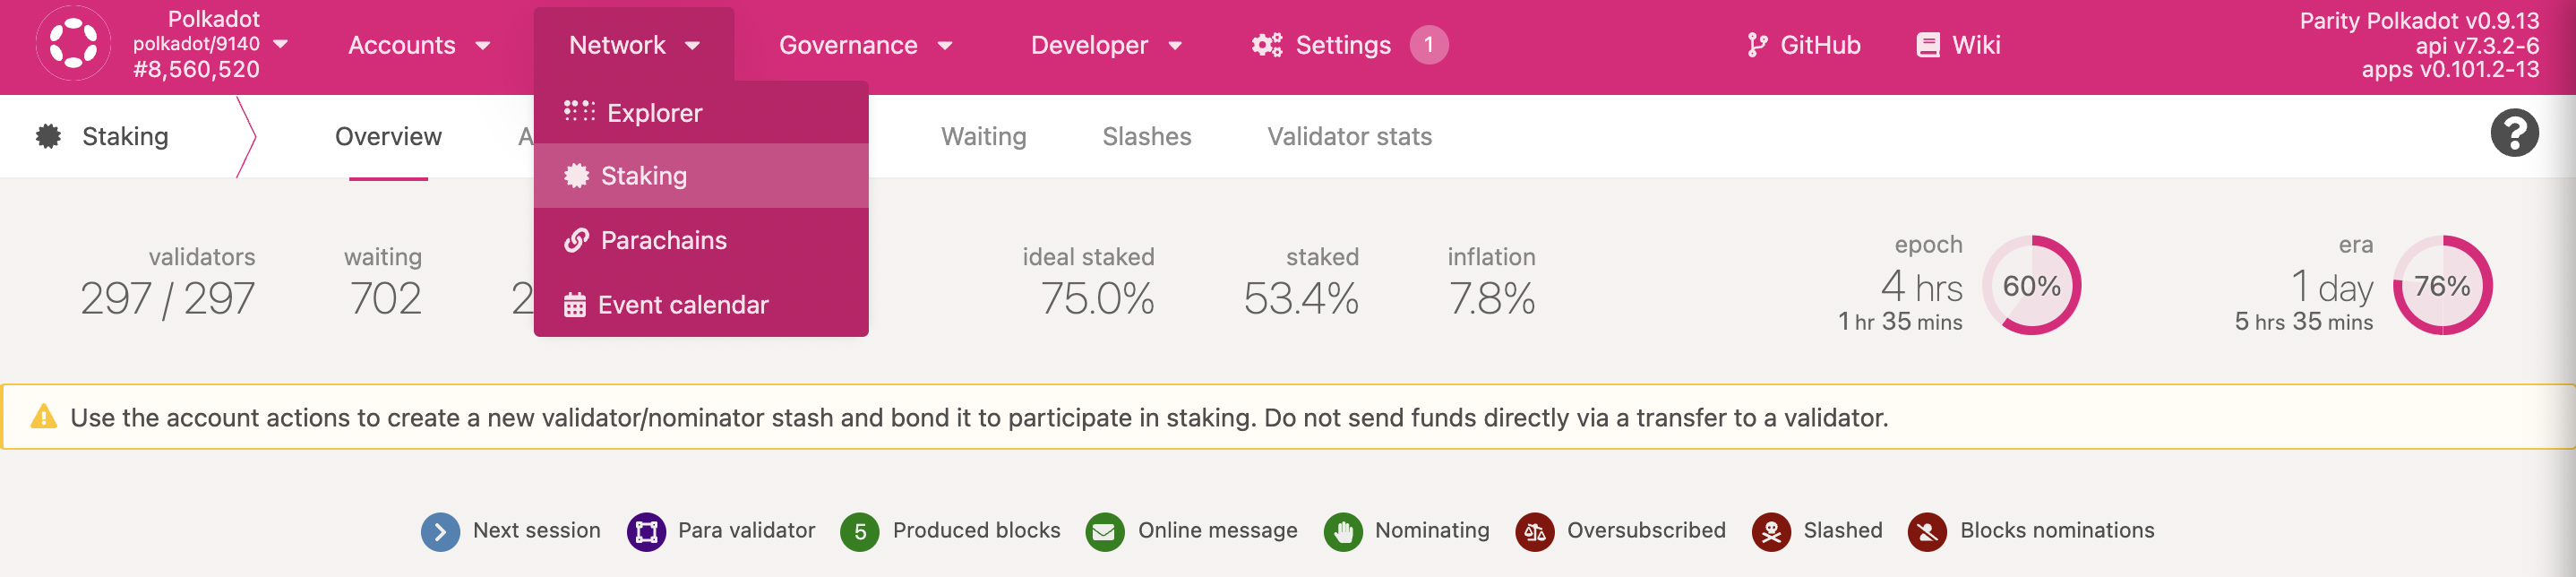 Polkadot
polkadot/9140
#8,560,520
Accounts
Network
Governance
Developer
Settings
1
GitHub
Wiki
Parity Polkadot v0.9.13
api v7.3.2-6
apps v0.101.2-13
Explorer
Staking
Parachains
Event calendar
Staking
Overview
A
Waiting
Slashes
Validator stats
?
validators
297 / 297
waiting
702
2
ideal staked
75.0%
staked
53.4%
inflation
7.8%
epoch
4 hrs
1 hr 35 mins
60%
era
1 day
5 hrs 35 mins
76%
Use the account actions to create a new validator/nominator stash and bond it to participate in staking. Do not send funds directly via a transfer to a validator.
Next session
Para validator
5
Produced blocks
Online message
Nominating
Oversubscribed
Slashed
Blocks nominations